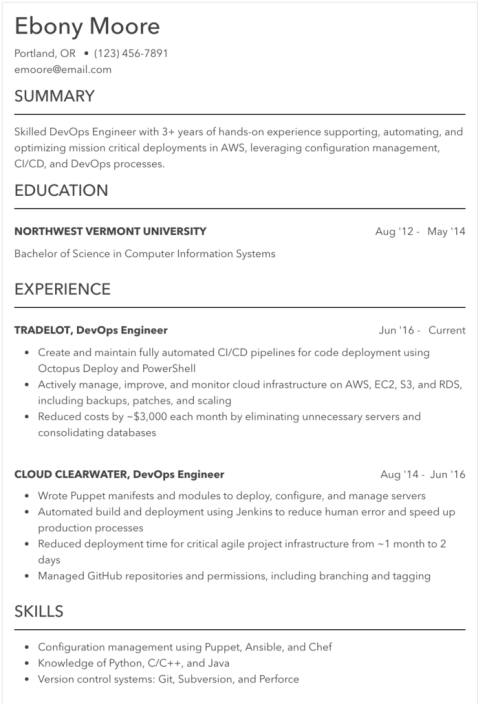 Ebony Moore
Portland, OR • (123) 456-7891
emoore@email.com
SUMMARY
Skilled DevOps Engineer with 3+ years of hands-on experience supporting, automating, and
optimizing mission critical deployments in AWS, leveraging configuration management,
CI/CD, and DevOps processes.
EDUCATION
NORTHWEST VERMONT UNIVERSITY Aug '12 - May '14
Bachelor of Science in Computer Information Systems
EXPERIENCE
TRADELOT, DevOps Engineer Jun '16 - Current
• Create and maintain fully automated CI/CD pipelines for code deployment using
Octopus Deploy and PowerShell
• Actively manage, improve, and monitor cloud infrastructure on AWS, EC2, S3, and RDS,
including backups, patches, and scaling
• Reduced costs by ~$3,000 each month by eliminating unnecessary servers and
consolidating databases
CLOUD CLEARWATER, DevOps Engineer Aug '14 - Jun '16
• Wrote Puppet manifests and modules to deploy, configure, and manage servers
• Automated build and deployment using Jenkins to reduce human error and speed up
production processes
• Reduced deployment time for critical agile project infrastructure from ~1 month to 2
days
• Managed GitHub repositories and permissions, including branching and tagging
SKILLS
• Configuration management using Puppet, Ansible, and Chef
• Knowledge of Python, C/C++, and Java
• Version control systems: Git, Subversion, and Perforce